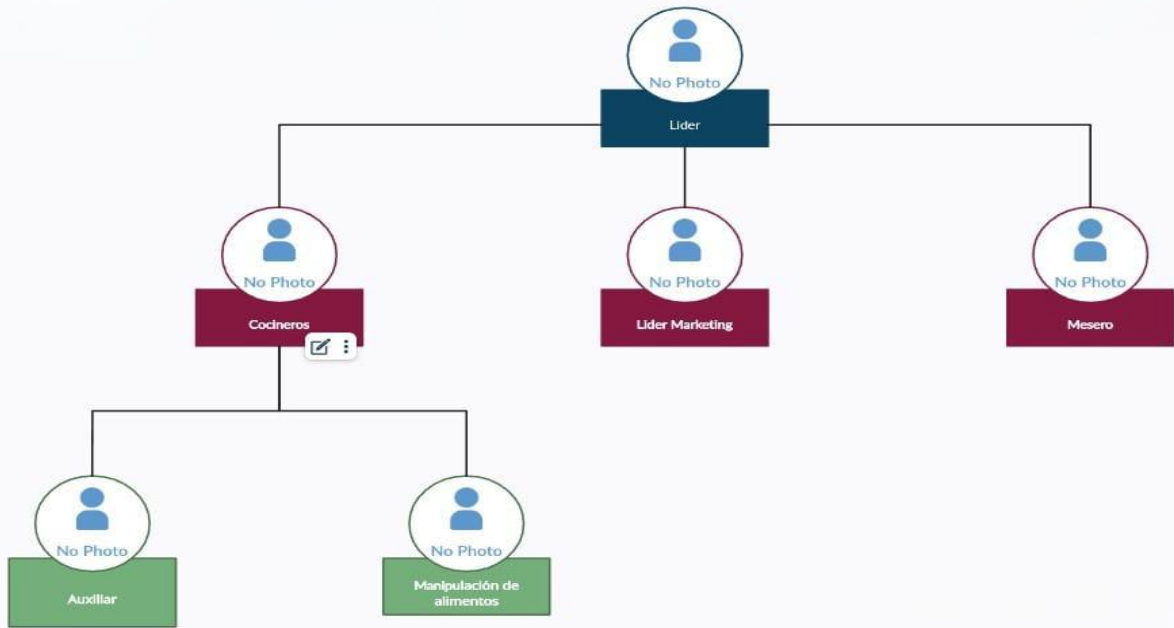 No Photo
Lider
No Photo
No Photo
No Photo
Cocineros
Lider Marketing
Mesero
No Photo
No Photo
Auxiliar
Manipulación de
alimentos